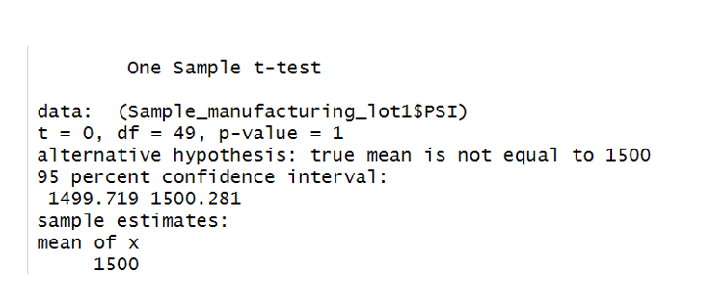 One Sample t-test
data: (Sample_manufacturing_lot1$PSI)
t = 0, df = 49, p-value = 1
alternative hypothesis: true mean is not equal to 1500
95 percent confidence interval:
1499.719 1500.281
sample estimates:
mean of x
1500